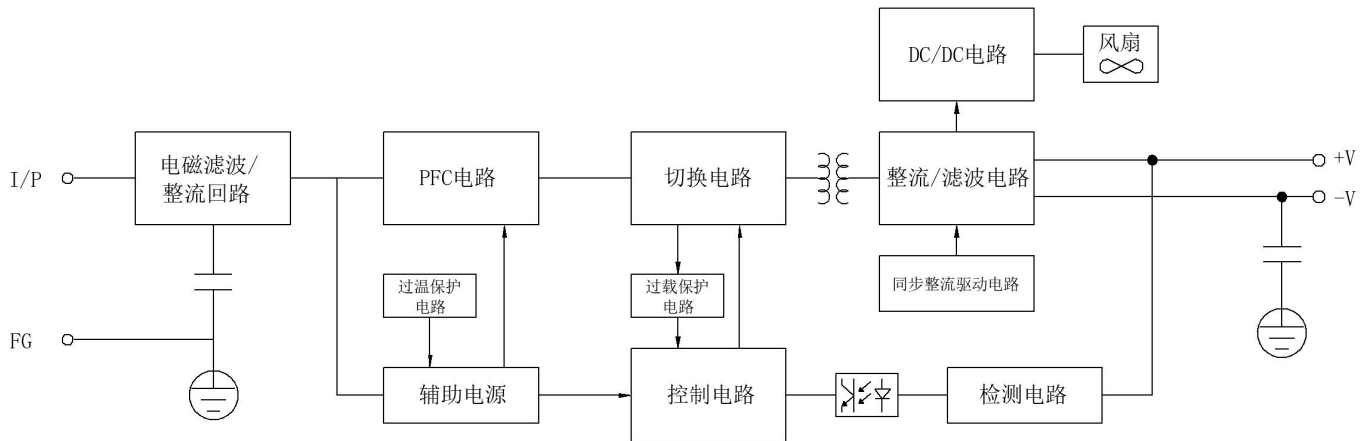 DC/DC电路
风扇
I/P
电磁滤波/
整流回路
PFC电路
切换电路
整流/滤波电路
+V
-V
过温保护
电路
过载保护
电路
同步整流驱动电路
FG
辅助电源
控制电路
检测电路